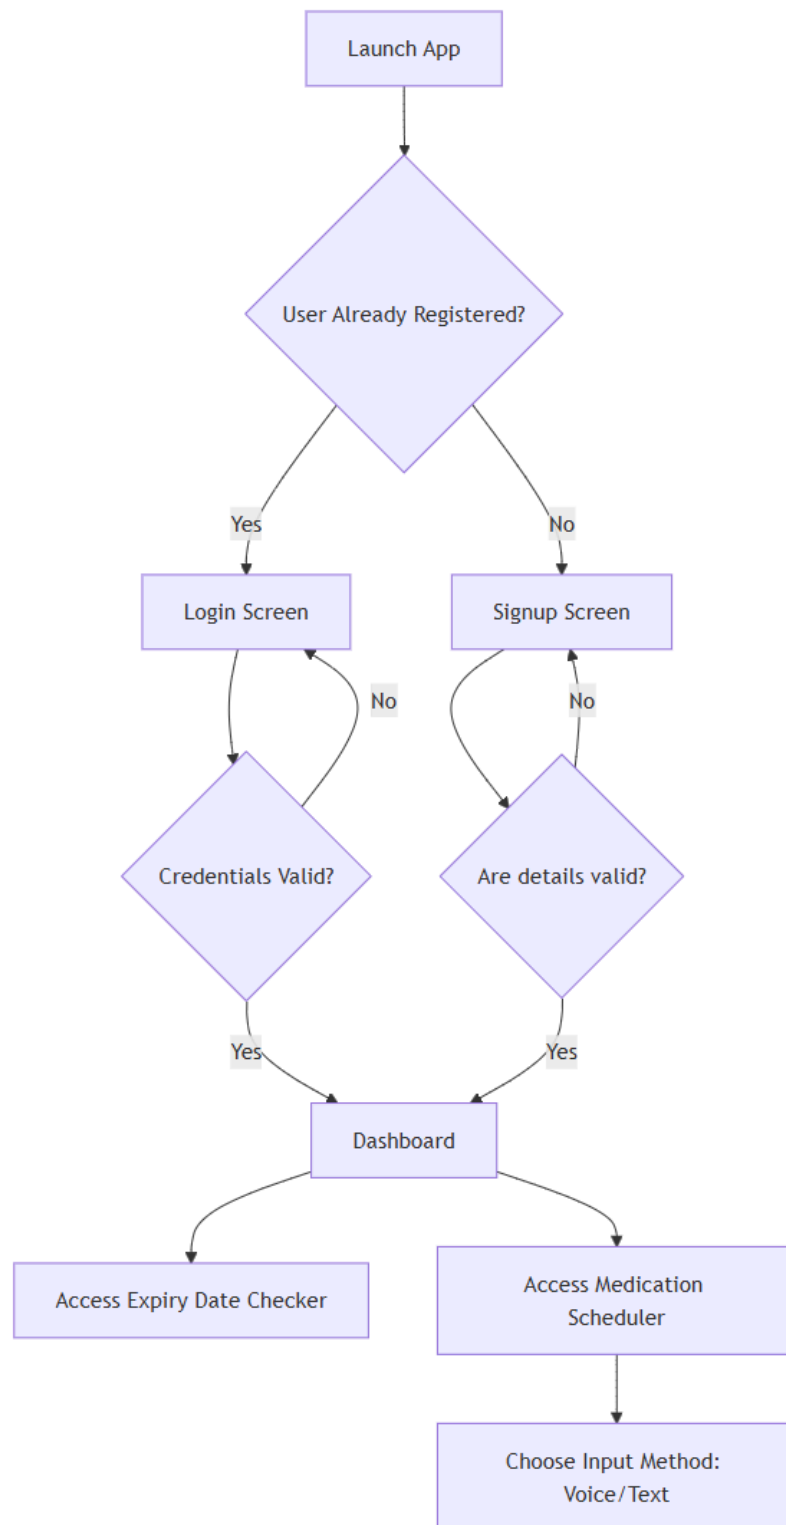 Launch App
User Already Registered?
Yes
No
Login Screen
Signup Screen
No
No
Credentials Valid?
Are details valid?
Yes
Yes
Dashboard
Access Expiry Date Checker
Access Medication
Scheduler
Choose Input Method:
Voice/Text